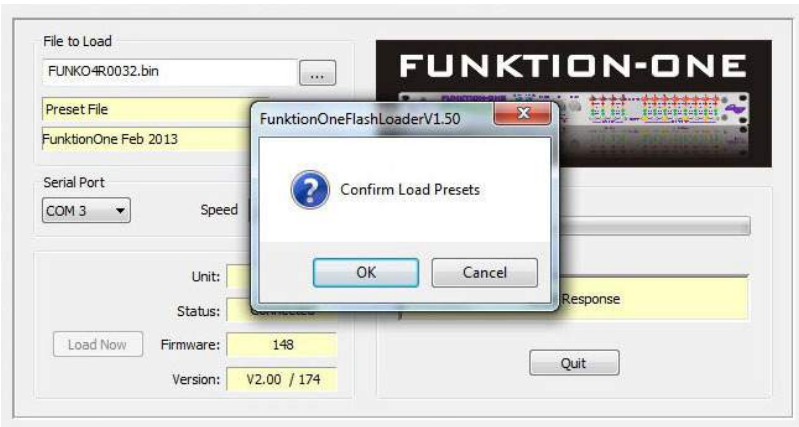 File to Load
FUNKO4R0032.bin
...
Preset File
FunktionOne Feb 2013
Serial Port
COM 3
Speed
Unit:
Status:
Connected
Load Now
Firmware:
148
Version:
V2.00 / 174
FUNKTION-ONE
FunktionOneFlashLoaderV1.50
Confirm Load Presets
OK
Cancel
Response
Quit